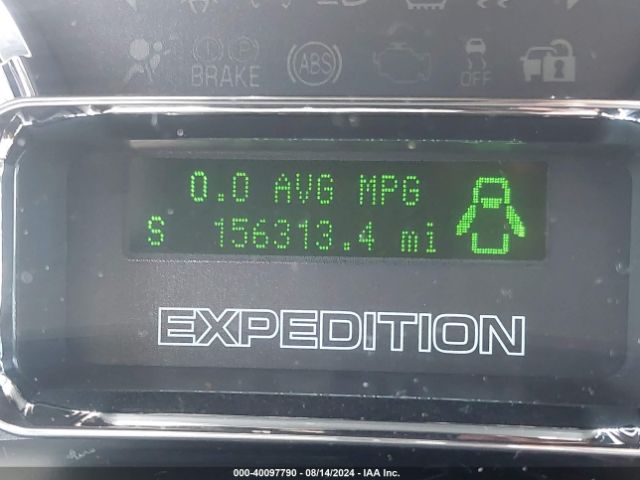 BRAKE
ABS
OFF
0.0 AVG MPG
S 156313.4 mi
EXPEDITION
000-40097790 - 08/14/2024 - IAA Inc.